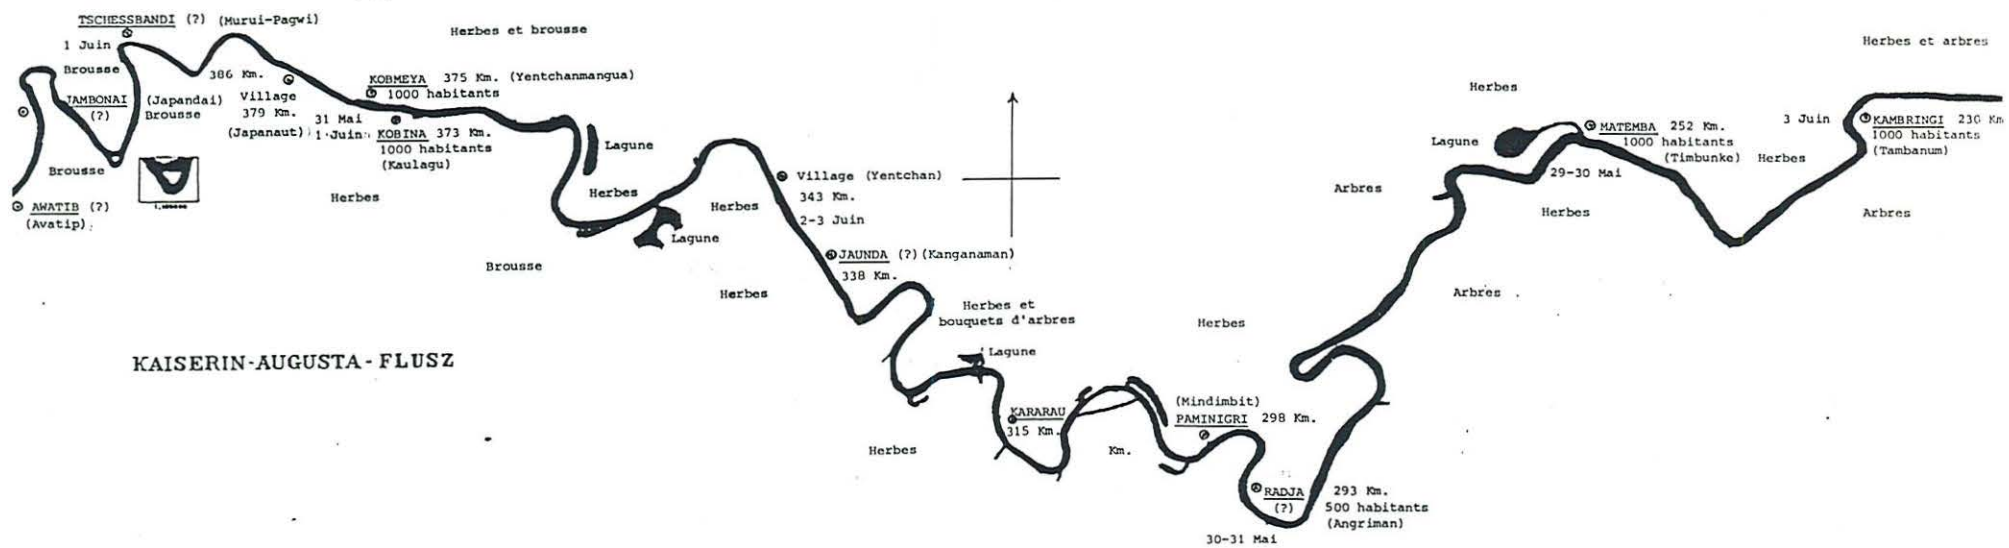 TSCHESSBANDI (?) (Murui-Pagwi)
1 Juin
Brousse
JAMBONAI (Japandai)
(?)
Brousse
Brousse
AWATIB (?)
(Avatip)
386 Km.
Village
379 Km.
(Japanaut)
KOBMEYA 375 Km. (Yentchanmangua)
1000 habitants
31 Mai
1 Juin
KOBINA 373 Km.
1000 habitants
(Kaulagu)
Herbes et brousse
Herbes
Lagune
Herbes
Lagune
Herbes
Brousse
Herbes
Village (Yentchan)
343 Km.
2-3 Juin
JAUNDA (?) (Kanganaman)
338 Km.
Herbes et
bouquets d'arbres
Lagune
KARARAU
315 Km.
Herbes
Km.
Herbes
(Mindimbit)
PAMINIGRI 298 Km.
RADJA
(?)
293 Km.
500 habitants
(Angriman)
30-31 Mai
Arbres
Arbres
Herbes
Lagune
MATEMBA 252 Km.
1000 habitants
(Timbunke)
29-30 Mai
Herbes
Herbes
Herbes et arbres
3 Juin
KAMBRINGI 230 Km
1000 habitants
(Tambanum)
Arbres
KAISERIN-AUGUSTA-FLUSZ